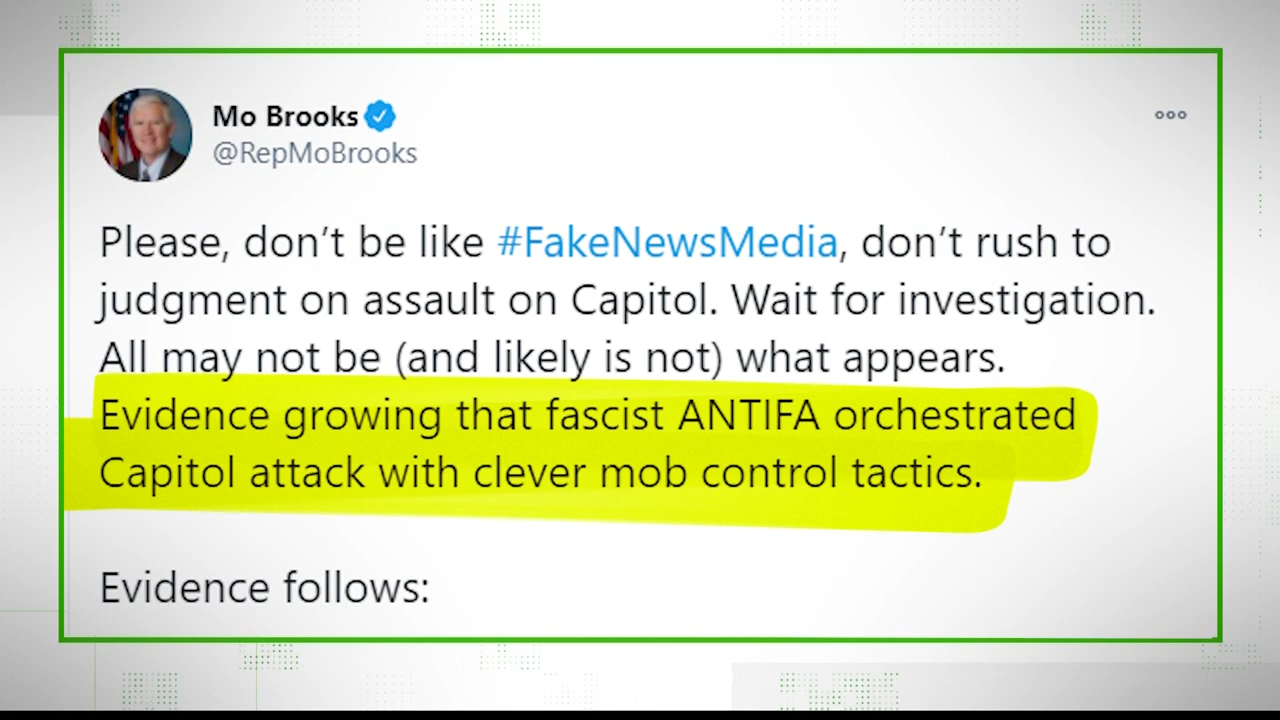 Mo Brooks
@RepMoBrooks
Please, don’t be like #FakeNewsMedia, don’t rush to
judgment on assault on Capitol. Wait for investigation.
All may not be (and likely is not) what appears.
Evidence growing that fascist ANTIFA orchestrated
Capitol attack with clever mob control tactics.
Evidence follows: